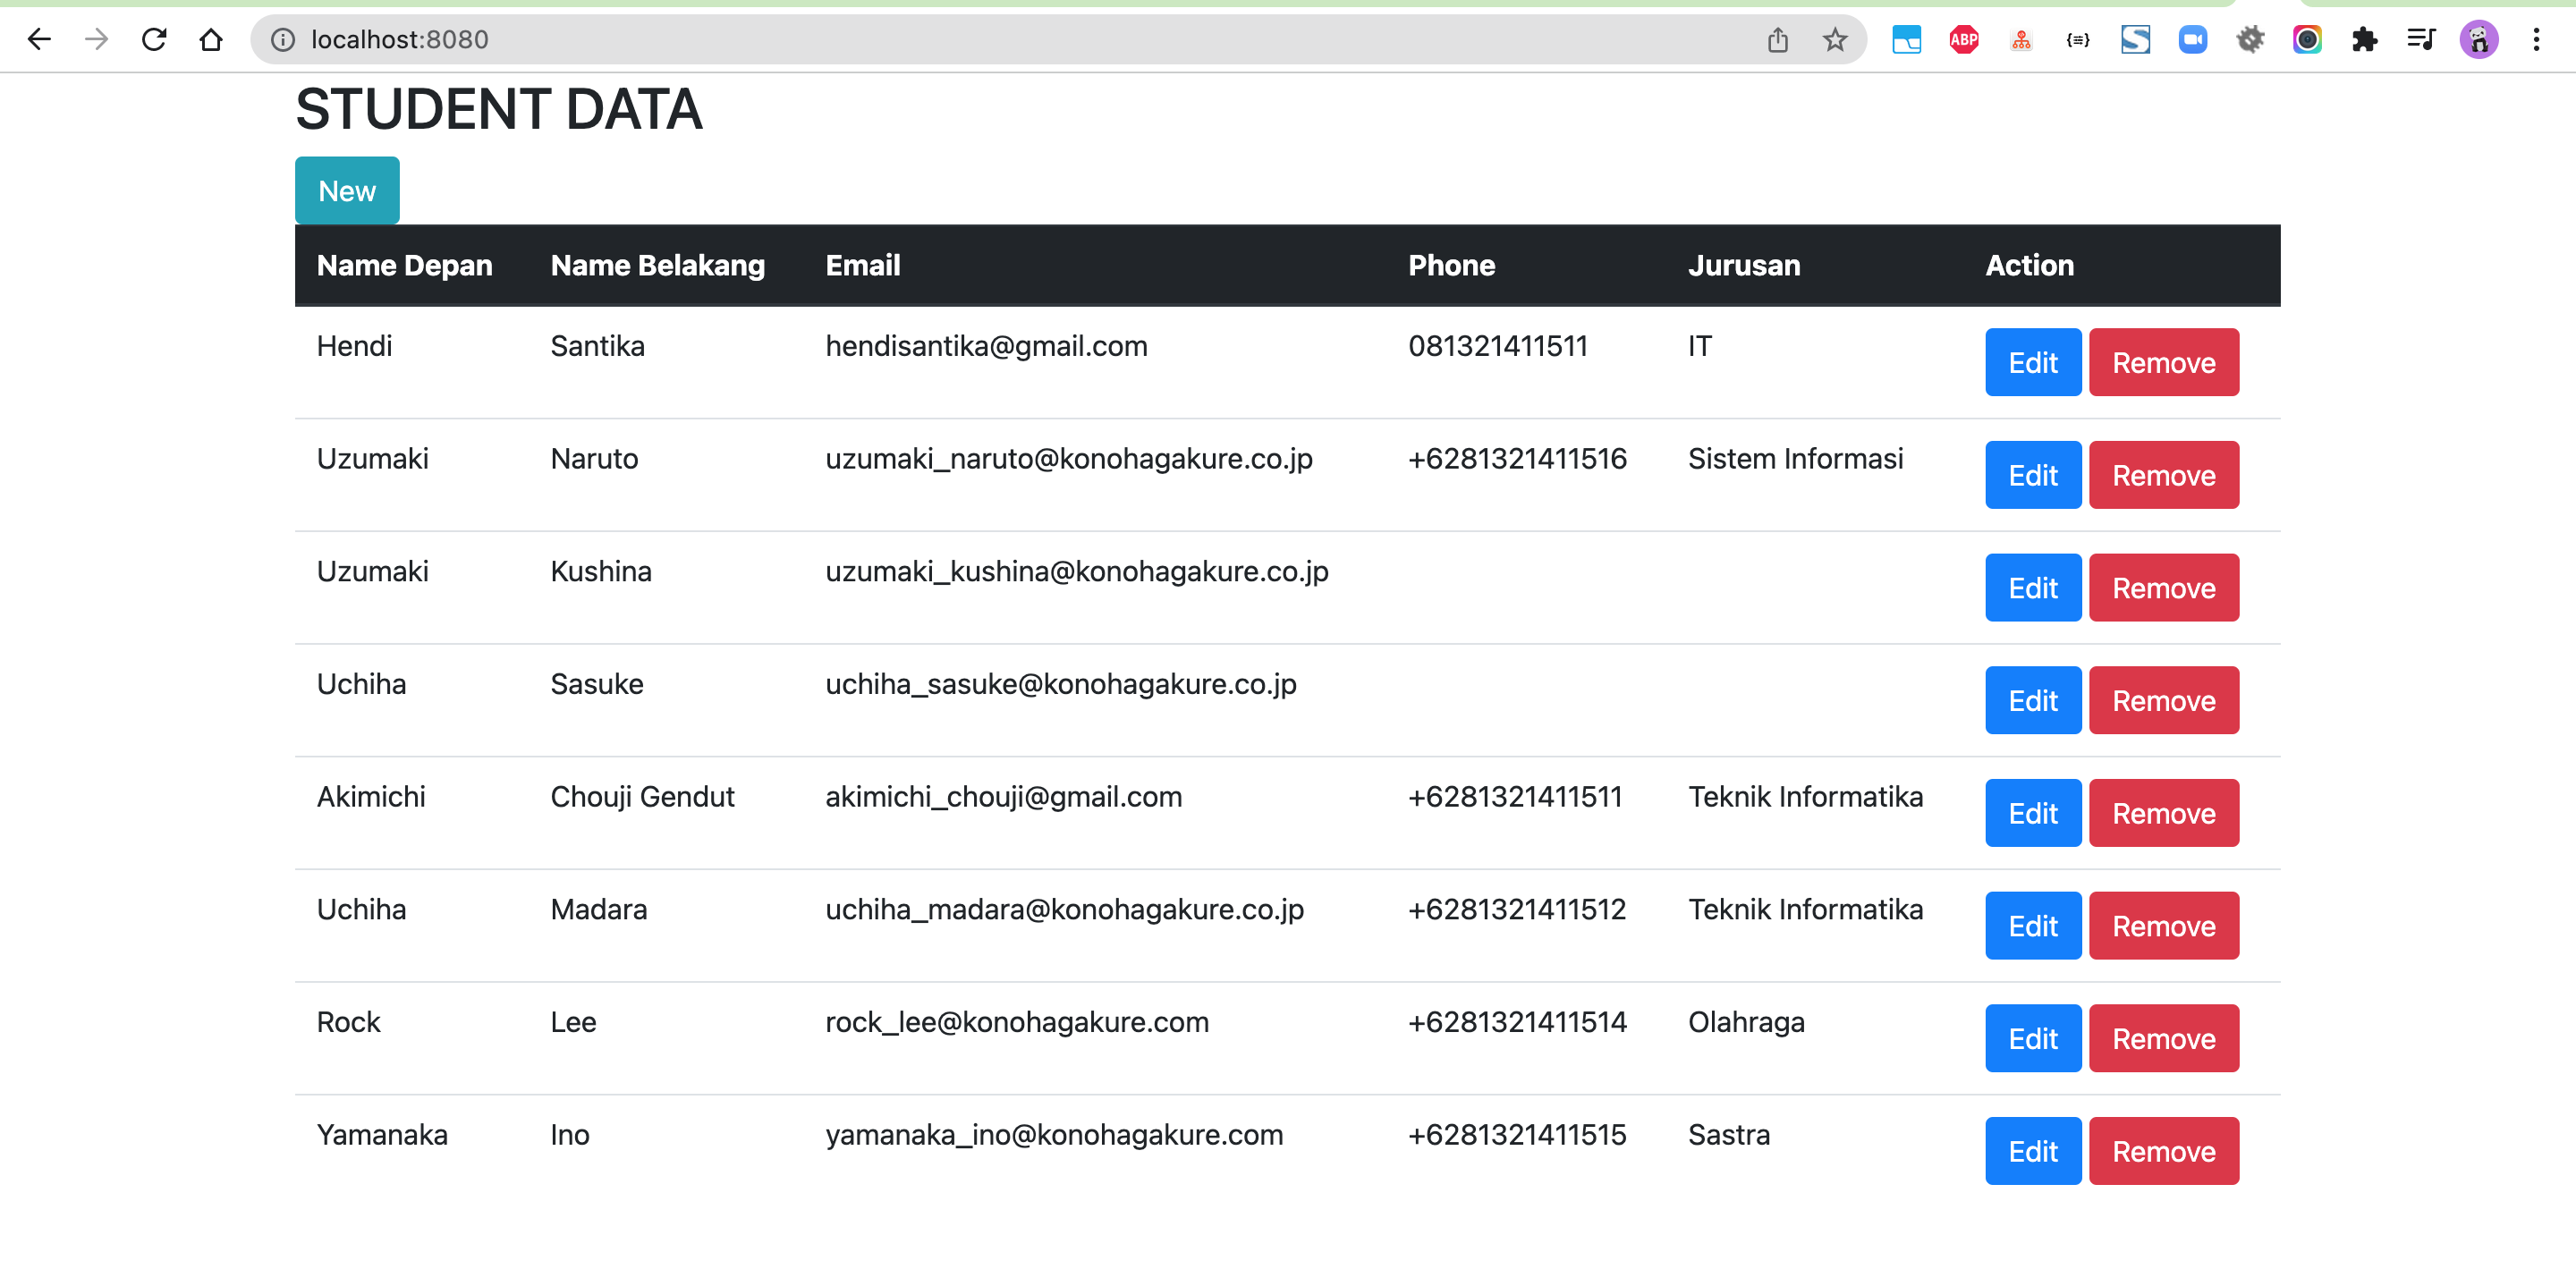 localhost:8080
ABP
STUDENT DATA
New
Name Depan Name Belakang Email Phone Jurusan Action
Hendi Santika hendisantika@gmail.com 081321411511 IT Edit Remove
Uzumaki Naruto uzumaki_naruto@konohagakure.co.jp +6281321411516 Sistem Informasi Edit Remove
Uzumaki Kushina uzumaki_kushina@konohagakure.co.jp Edit Remove
Uchiha Sasuke uchiha_sasuke@konohagakure.co.jp Edit Remove
Akimichi Chouji Gendut akimichi_chouji@gmail.com +6281321411511 Teknik Informatika Edit Remove
Uchiha Madara uchiha_madara@konohagakure.co.jp +6281321411512 Teknik Informatika Edit Remove
Rock Lee rock_lee@konohagakure.com +6281321411514 Olahraga Edit Remove
Yamanaka Ino yamanaka_ino@konohagakure.com +6281321411515 Sastra Edit Remove